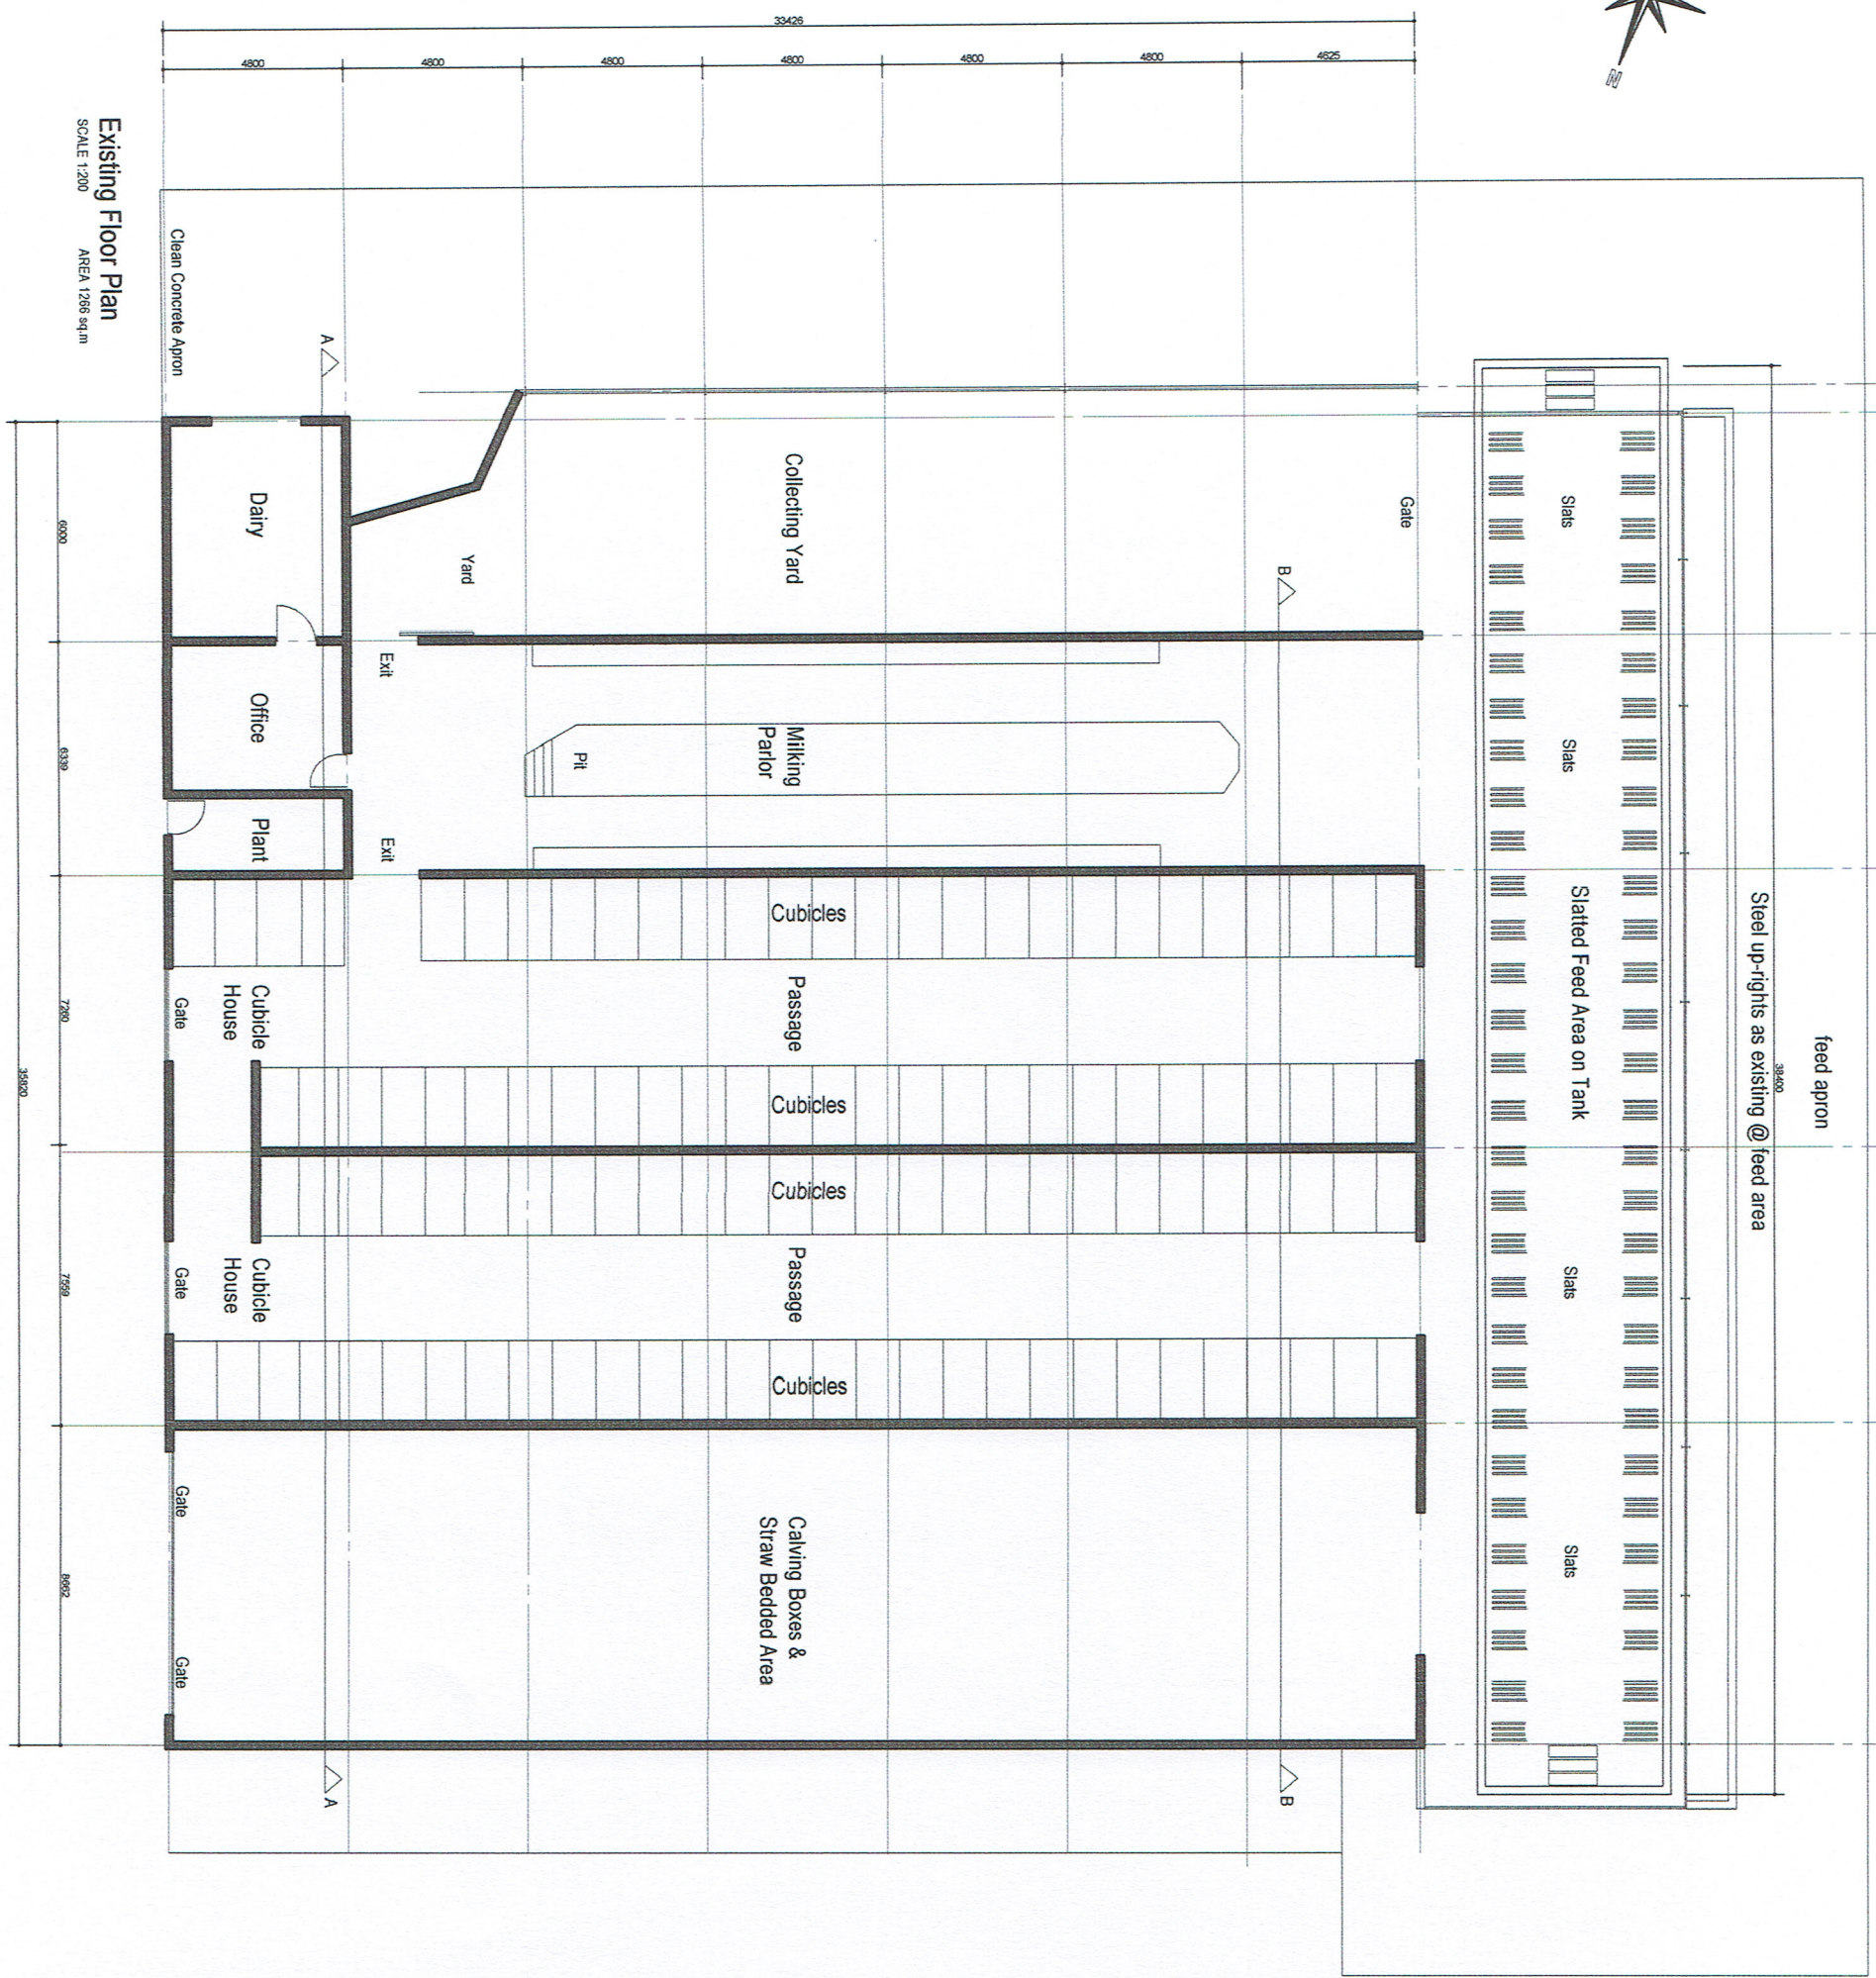 N
feed apron
38400
Steel up-rights as existing @ feed area
Slats
Slats
Slatted Feed Area on Tank
Slats
Slats
33426
4800
4800
4800
4800
4800
4800
4625
Gate
B
B
Collecting Yard
Yard
Milking
Parlor
Pit
Exit
Exit
Cubicles
Passage
Cubicles
Cubicles
Passage
Cubicles
Calving Boxes &
Straw Bedded Area
A
A
Dairy
Office
Plant
Cubicle
House
Cubicle
House
Gate
Gate
Gate
Gate
Clean Concrete Apron
6000
6339
7260
7559
8662
35820
Existing Floor Plan
SCALE 1:200 AREA 1266 sq.m